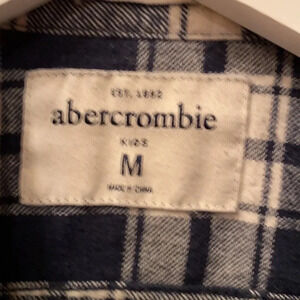 EST. 1892
abercrombie
KIDS
M
MADE IN CHINA